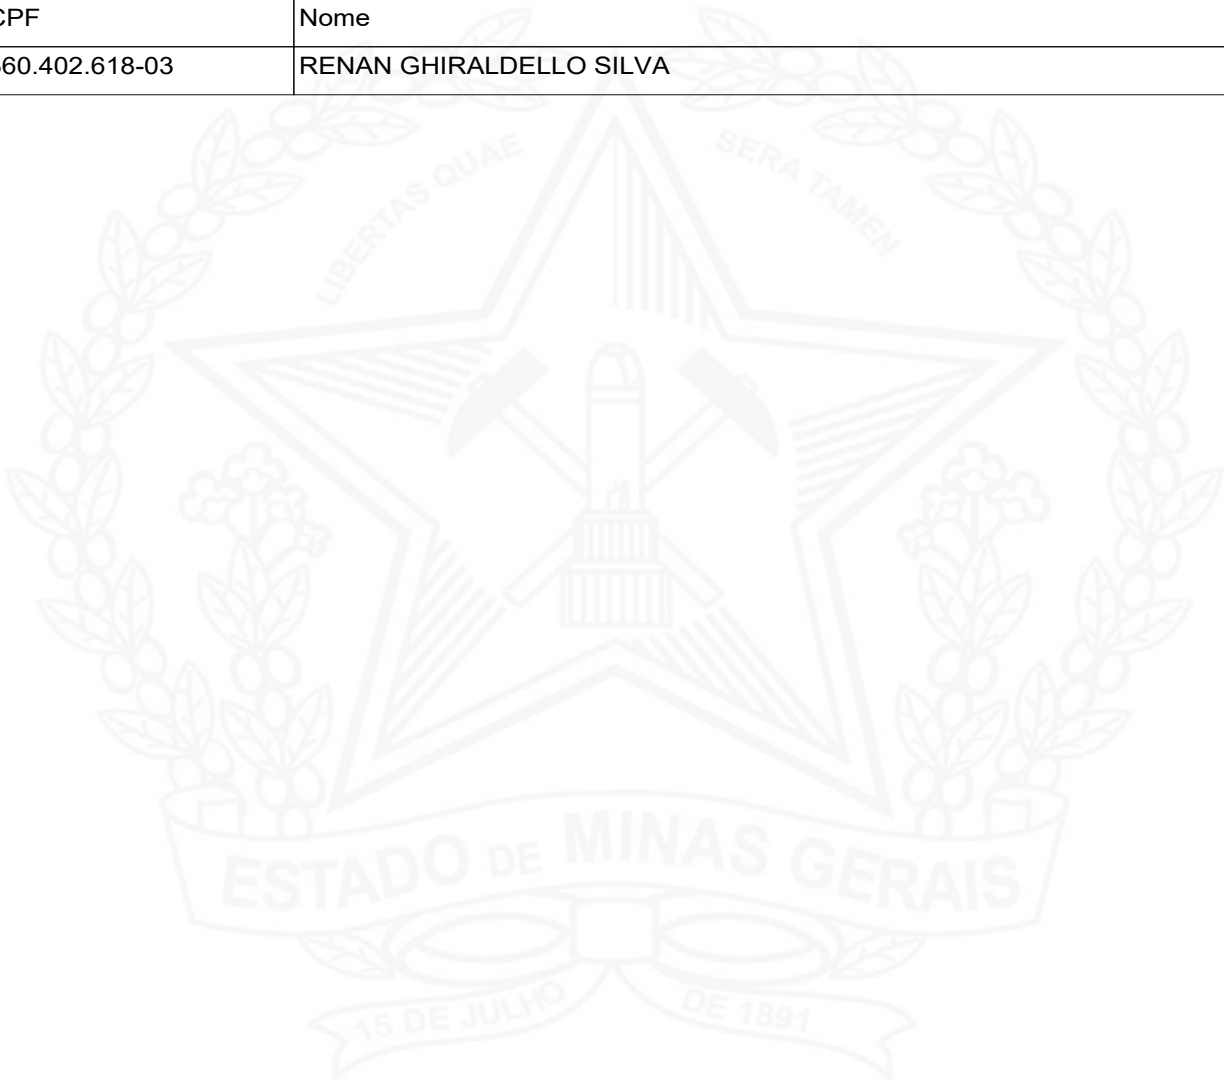 CPF Nome
60.402.618-03 RENAN GHIRALDELLO SILVA
LIBERTAS QUAE SERA TAMEN
ESTADO DE MINAS GERAIS
15 DE JULHO DE 1891